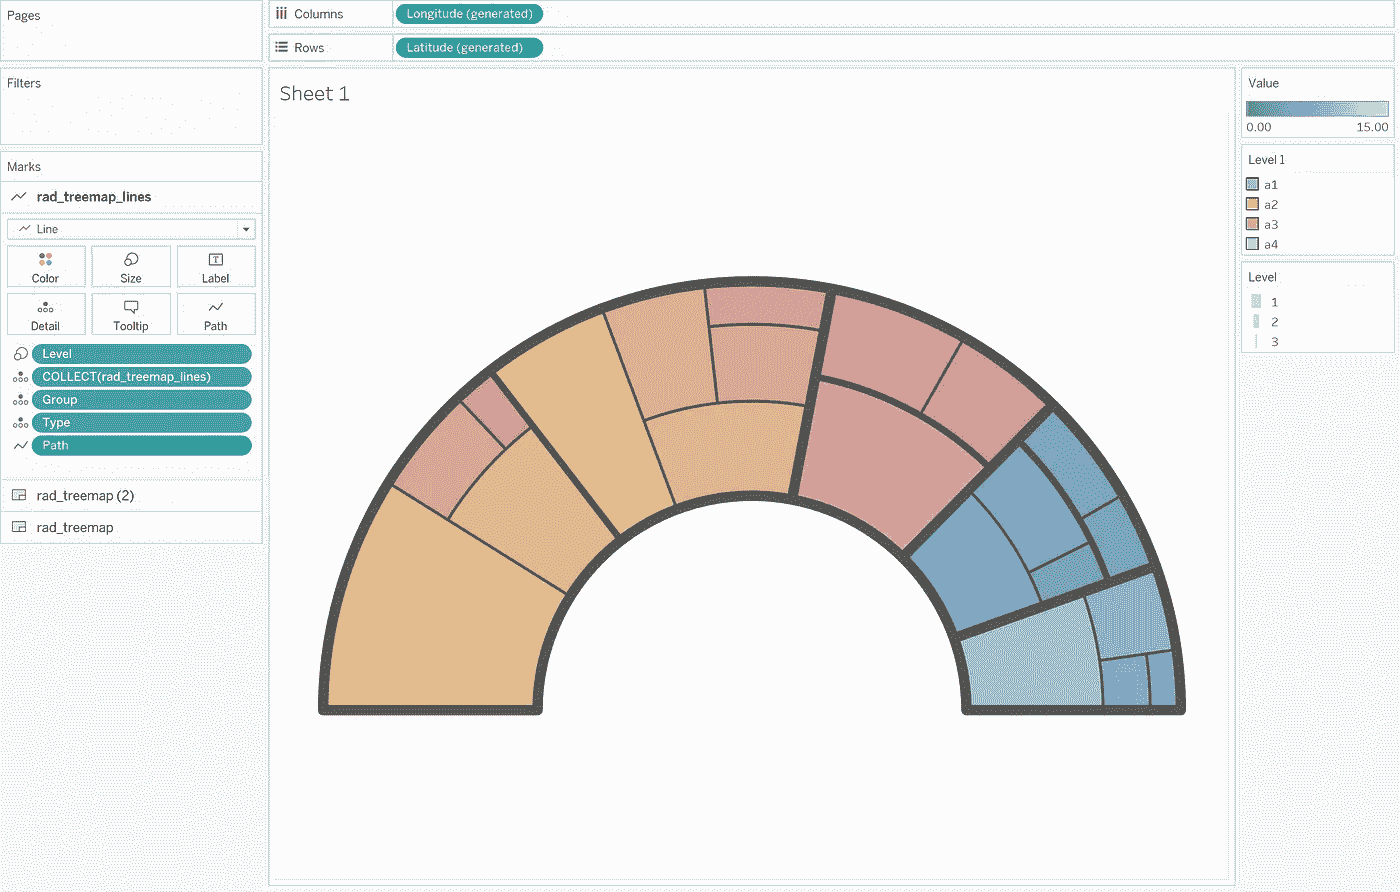 Pages
Columns
Longitude (generated)
Rows
Latitude (generated)
Filters
Marks
rad_treemap_lines
Line
Color
Size
Label
Detail
Tooltip
Path
Level
COLLECT(rad_treemap_lines)
Group
Type
Path
rad_treemap (2)
rad_treemap
Sheet 1
Value
0.00 15.00
Level 1
a1
a2
a3
a4
Level
1
2
3